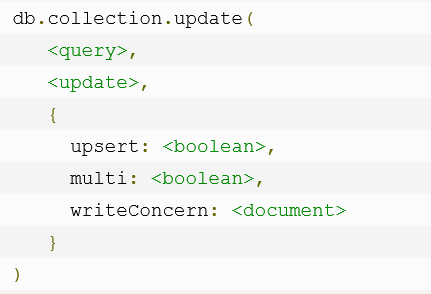 db.collection.update(
   <query>,
   <update>,
   {
     upsert: <boolean>,
     multi: <boolean>,
     writeConcern: <document>
   }
)